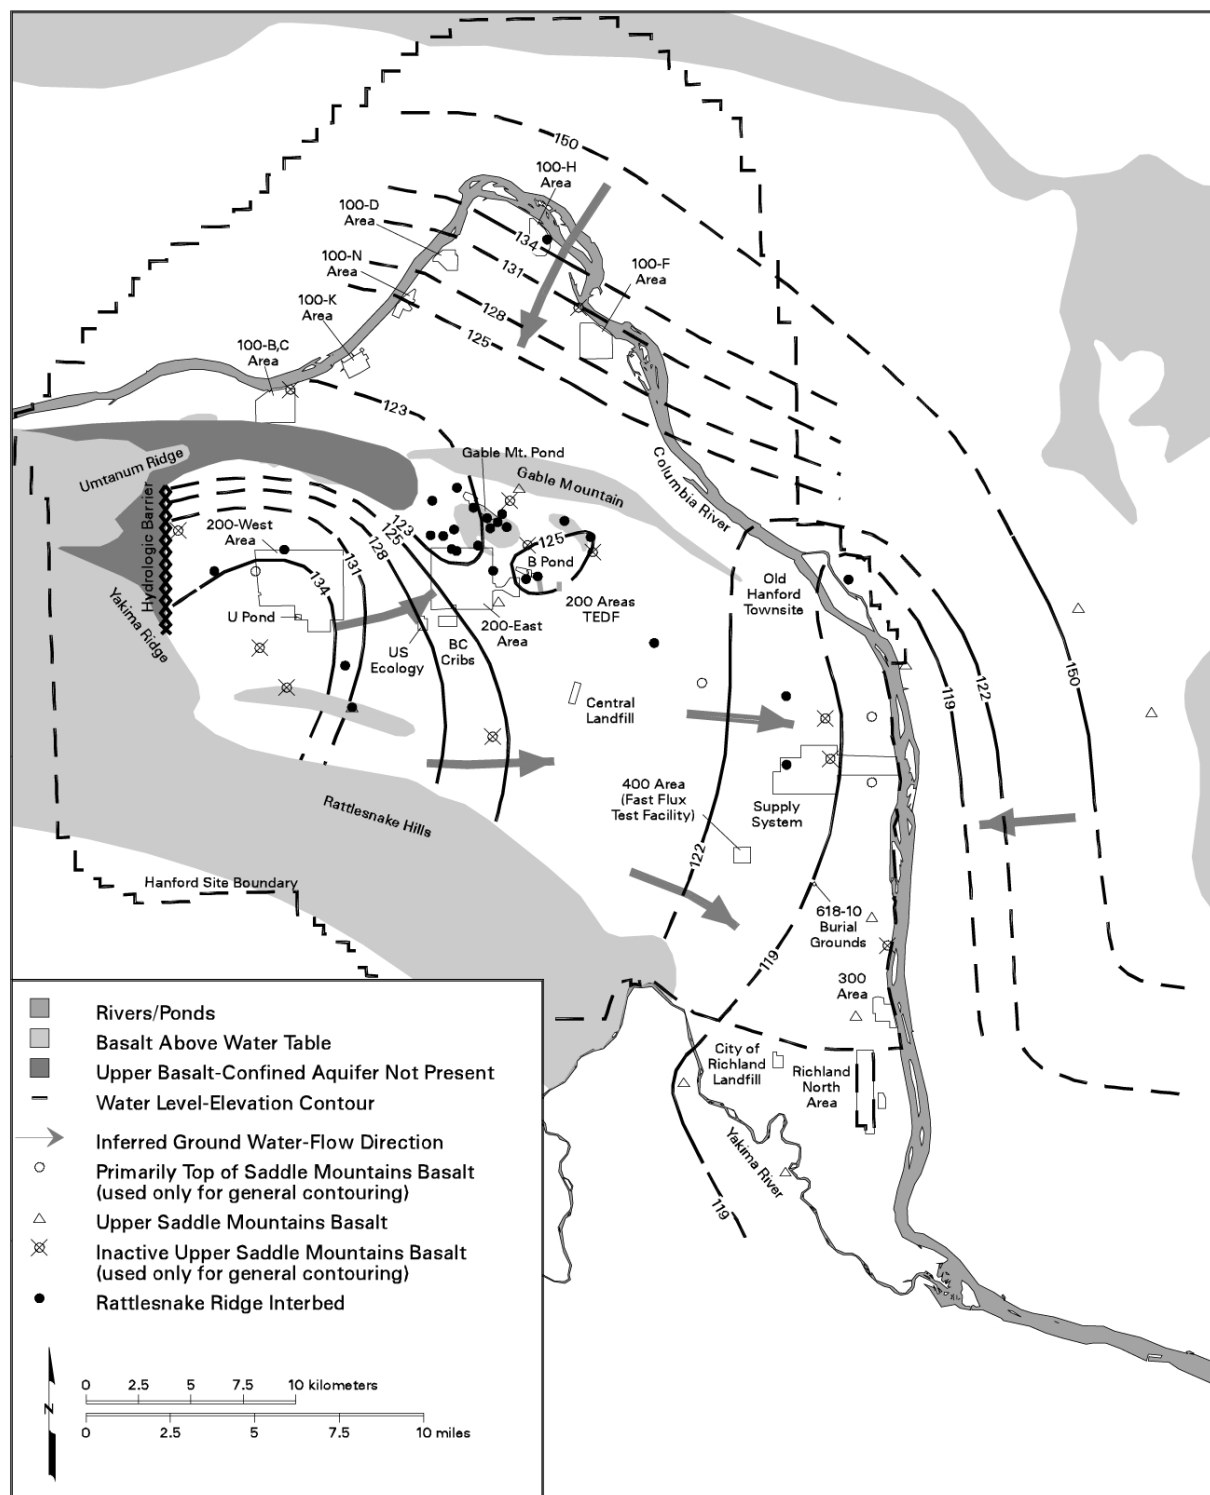 150
100-H
Area
100-D
Area
134
100-N
Area
131
100-F
Area
100-K
Area
128
125
100-B,C
Area
123
Umtanum Ridge
Gable Mt. Pond
Gable Mountain
Columbia River
Hydrologic Barrier
200-West
Area
123
125
128
125
B Pond
131
134
Old
Hanford
Townsite
200 Areas
TEDF
Yakima Ridge
U Pond
200-East
Area
US
Ecology
BC
Cribs
150
122
119
Central
Landfill
400 Area
(Fast Flux
Test Facility)
Supply
System
Rattlesnake Hills
122
Hanford Site Boundary
618-10
Burial
Grounds
119
300
Area
City of
Richland
Landfill
Richland
North
Area
Yakima River
119
Rivers/Ponds
Basalt Above Water Table
Upper Basalt-Confined Aquifer Not Present
Water Level-Elevation Contour
Inferred Ground Water-Flow Direction
Primarily Top of Saddle Mountains Basalt
(used only for general contouring)
Upper Saddle Mountains Basalt
Inactive Upper Saddle Mountains Basalt
(used only for general contouring)
Rattlesnake Ridge Interbed
N
0 2.5 5 7.5 10 kilometers
0 2.5 5 7.5 10 miles